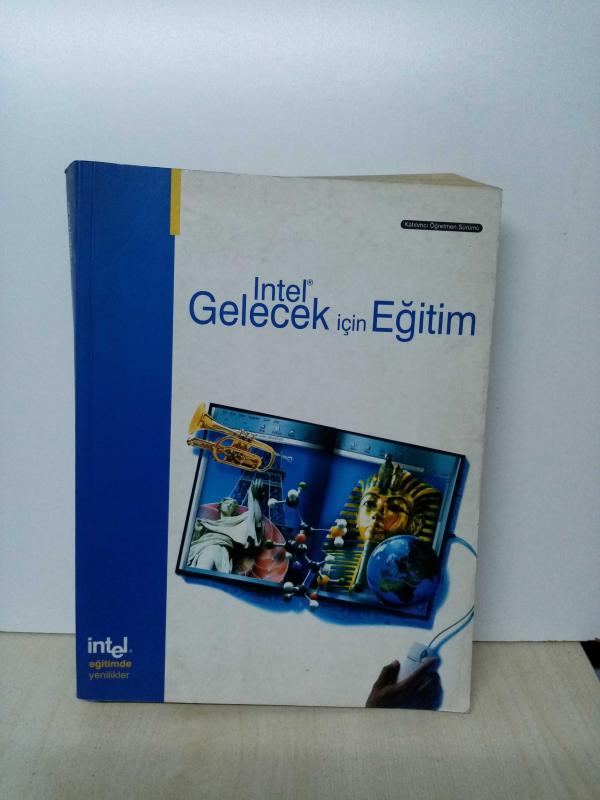 Katılımcı Öğretmen Sürümü
Intel®
Gelecek için Eğitim
intel®
eğitimde
yenilikler